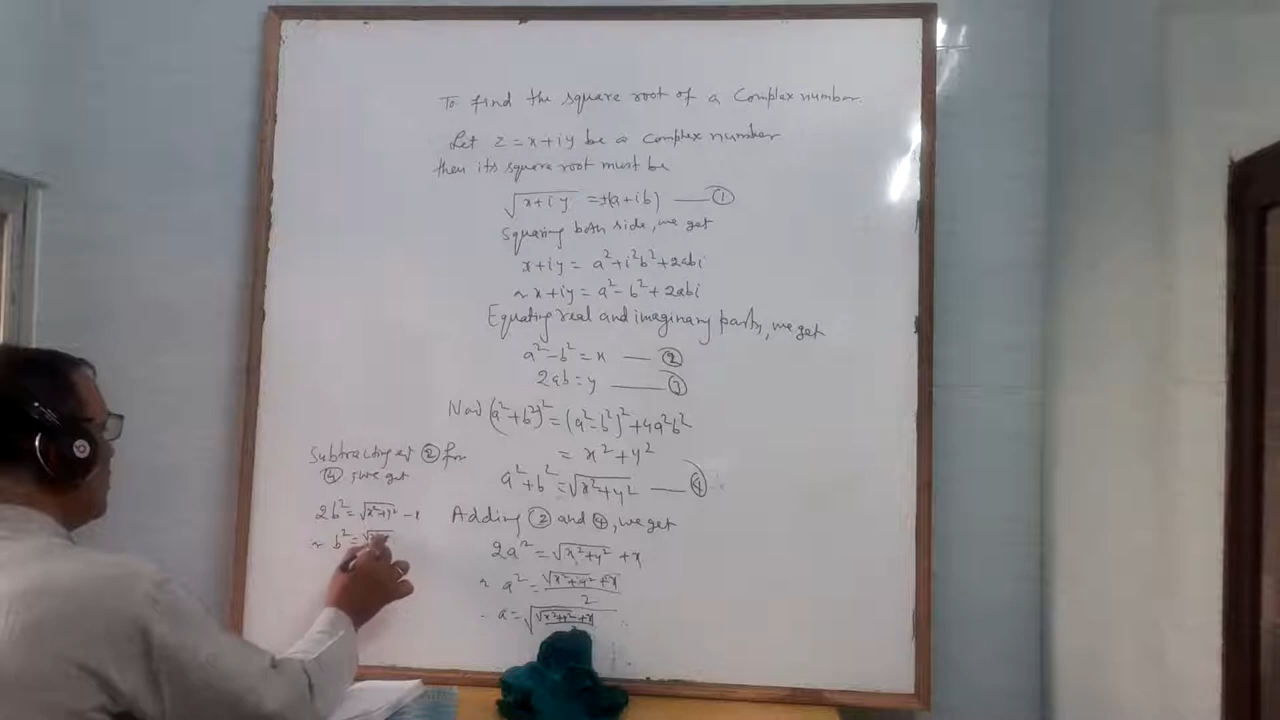 To find the square root of a Complex number.
Let z = x+iy be a complex number
then its square root must be
√(x+iy) = ±(a+ib) — ①
Squaring both side, we get
x+iy = a²+i²b²+2abi
~ x+iy = a²-b²+2abi
Equating real and imaginary parts, we get
a²-b² = x — ②
2ab = y — ③
Now (a²+b²)² = (a²-b²)²+4a²b²
= x²+y²
a²+b² = √(x²+y²) — ④
Adding ② and ④, we get
2a² = √(x²+y²) + x
~ a² = (√(x²+y²)+x)/2
a = √((√(x²+y²)+x)/
Subtracting ②
④, we get
2b² = √(x²+y²) - x
~ b² = √